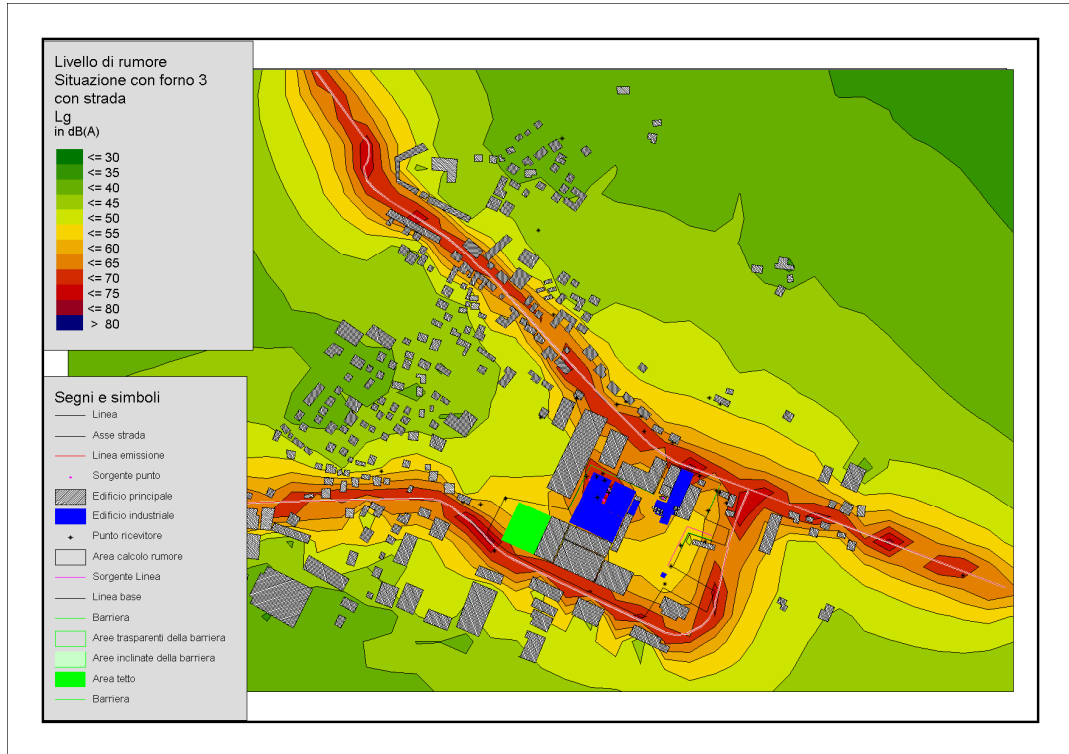 Livello di rumore
Situazione con forno 3
con strada
Lg
in dB(A)
<= 30
<= 35
<= 40
<= 45
<= 50
<= 55
<= 60
<= 65
<= 70
<= 75
<= 80
> 80
Segni e simboli
Linea
Asse strada
Linea emissione
Sorgente punto
Edificio principale
Edificio industriale
Punto ricevitore
Area calcolo rumore
Sorgente Linea
Linea base
Barriera
Aree trasparenti della barriera
Aree inclinate della barriera
Area tetto
Barriera